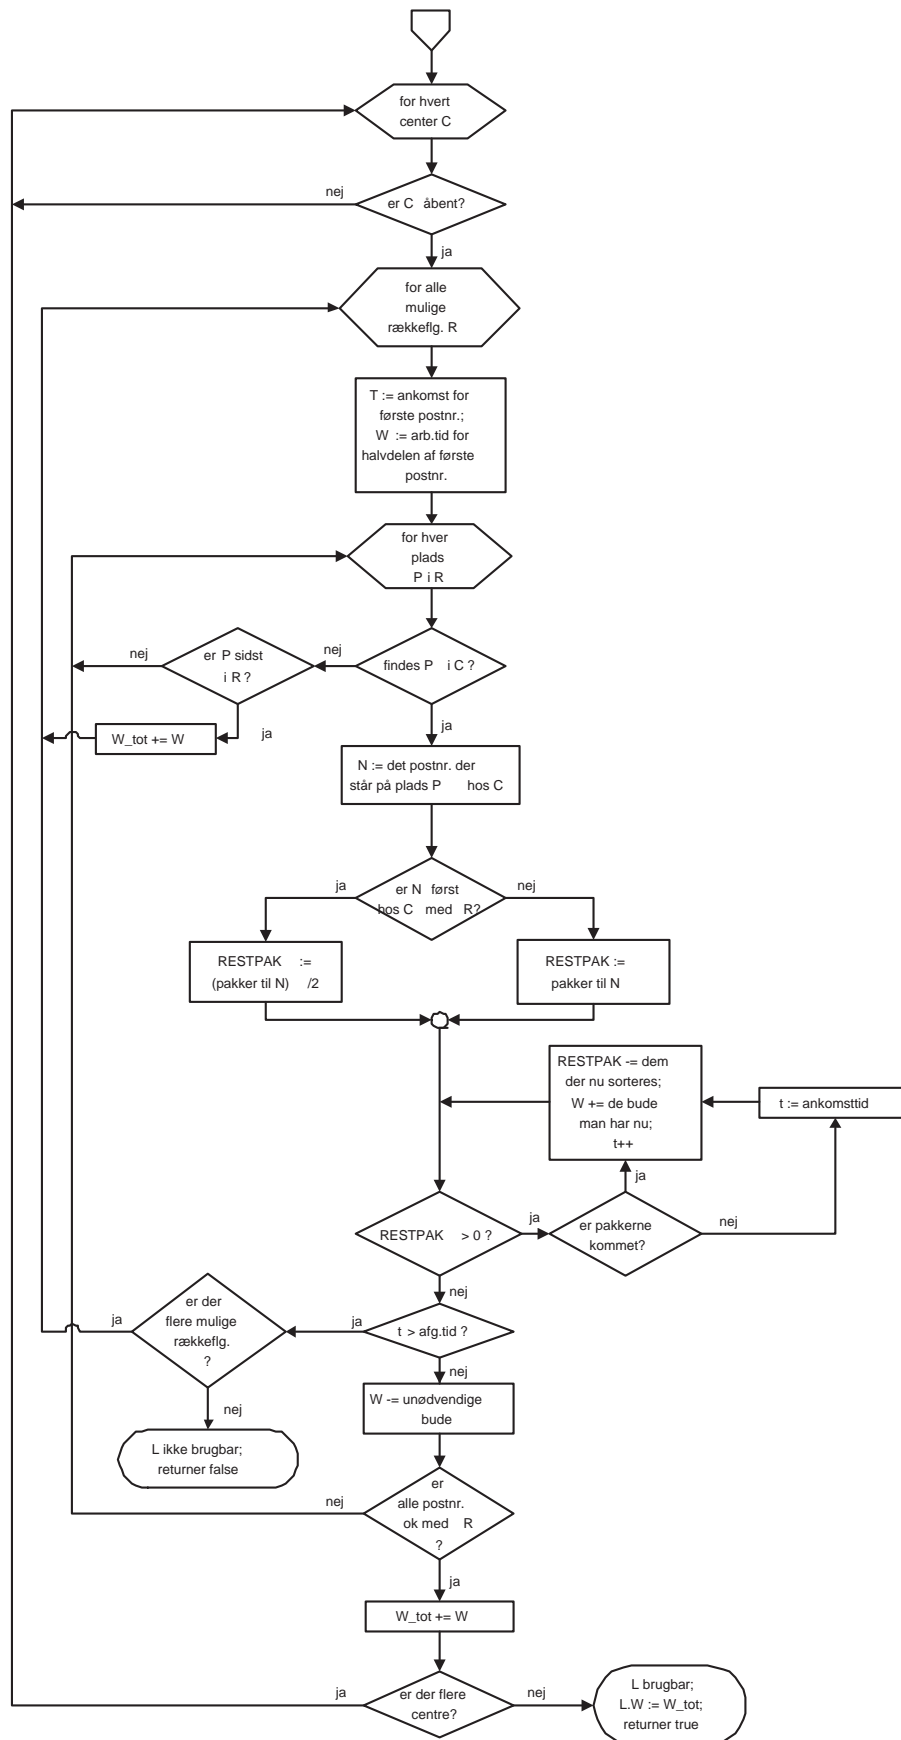 for hvert
center C
nej
er C åbent?
ja
for alle
mulige
rækkeflg. R
T := ankomst for
første postnr.;
W := arb.tid for
halvdelen af første
postnr.
for hver
plads
P i R
nej
er P sidst
i R ?
nej
findes P i C ?
ja
ja
W_tot += W
N := det postnr. der
står på plads P hos C
ja
er N først
hos C med R?
nej
RESTPAK :=
(pakker til N) /2
RESTPAK :=
pakker til N
RESTPAK -= dem
der nu sorteres;
W += de bude
man har nu;
t++
t := ankomsttid
ja
RESTPAK > 0 ?
ja
er pakkerne
kommet?
nej
nej
ja
er der
flere mulige
rækkeflg.
?
ja
t > afg.tid ?
nej
nej
W -= unødvendige
bude
L ikke brugbar;
returner false
nej
er
alle postnr.
ok med R
?
ja
W_tot += W
ja
er der flere
centre?
nej
L brugbar;
L.W := W_tot;
returner true